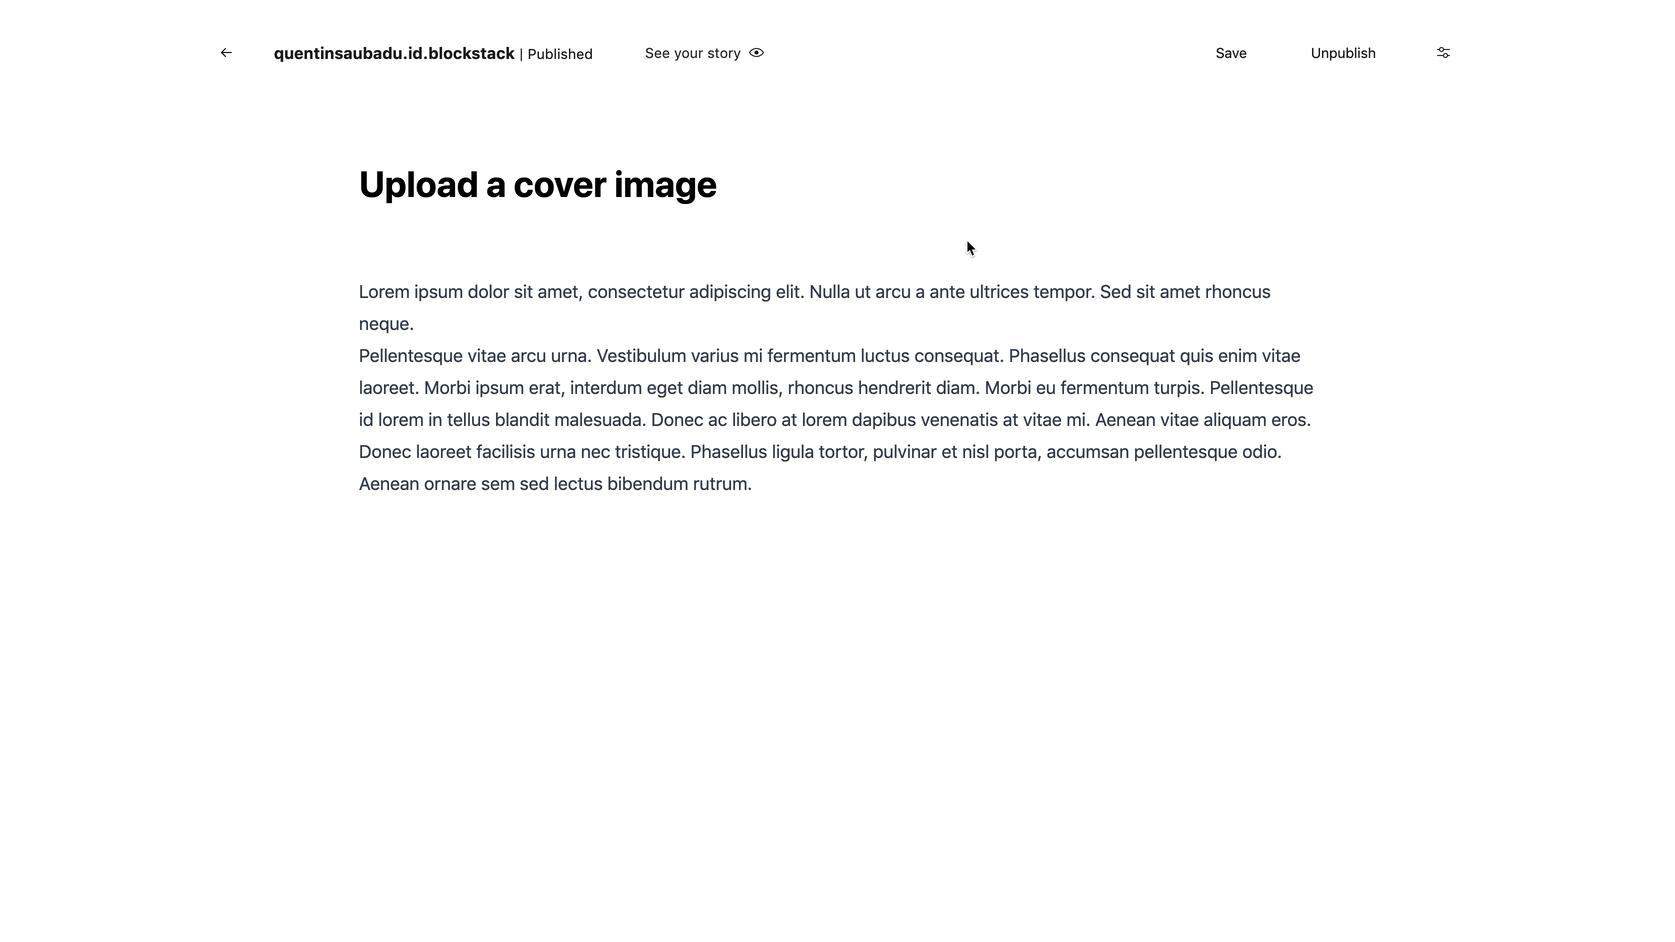 quentinsaubadu.id.blockstack | Published See your story Save Unpublish
Upload a cover image
Lorem ipsum dolor sit amet, consectetur adipiscing elit. Nulla ut arcu a ante ultrices tempor. Sed sit amet rhoncus
neque.
Pellentesque vitae arcu urna. Vestibulum varius mi fermentum luctus consequat. Phasellus consequat quis enim vitae
laoreet. Morbi ipsum erat, interdum eget diam mollis, rhoncus hendrerit diam. Morbi eu fermentum turpis. Pellentesque
id lorem in tellus blandit malesuada. Donec ac libero at lorem dapibus venenatis at vitae mi. Aenean vitae aliquam eros.
Donec laoreet facilisis urna nec tristique. Phasellus ligula tortor, pulvinar et nisl porta, accumsan pellentesque odio.
Aenean ornare sem sed lectus bibendum rutrum.